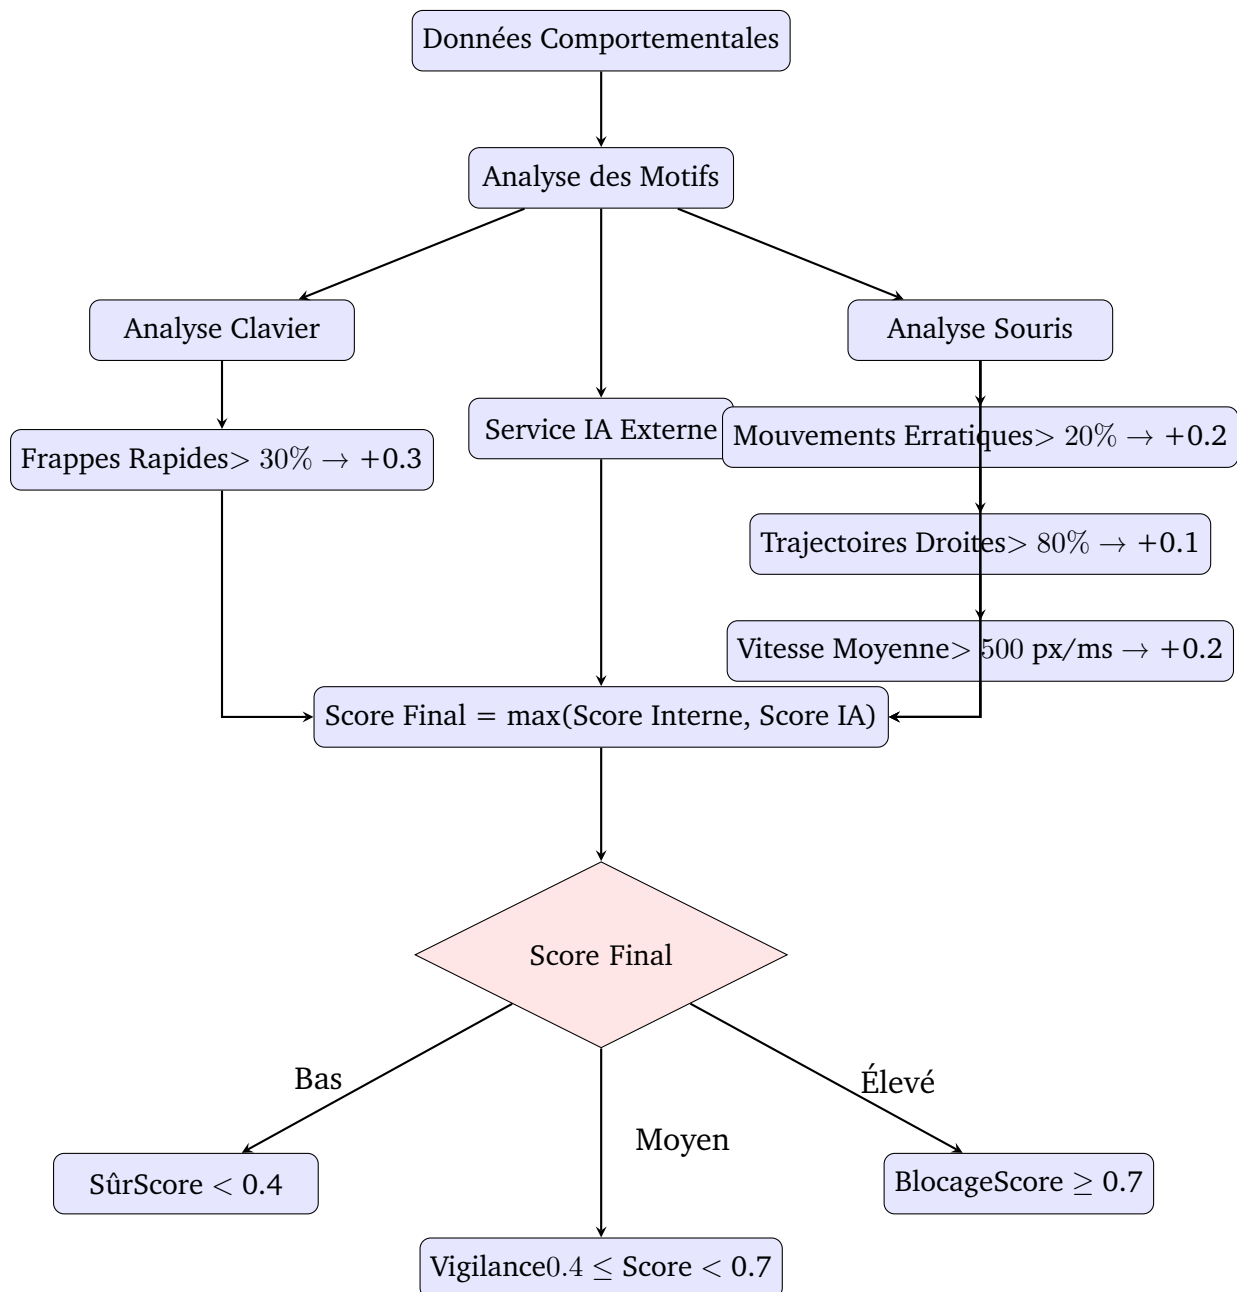 Données Comportementales
Analyse des Motifs
Analyse Clavier
Analyse Souris
Service IA Externe
Mouvements Erratiques> 20% → +0.2
Frappes Rapides> 30% → +0.3
Trajectoires Droites> 80% → +0.1
Vitesse Moyenne> 500 px/ms → +0.2
Score Final = max(Score Interne, Score IA)
Score Final
Bas
Élevé
Moyen
SûrScore < 0.4
BlocageScore ≥ 0.7
Vigilance0.4 ≤ Score < 0.7